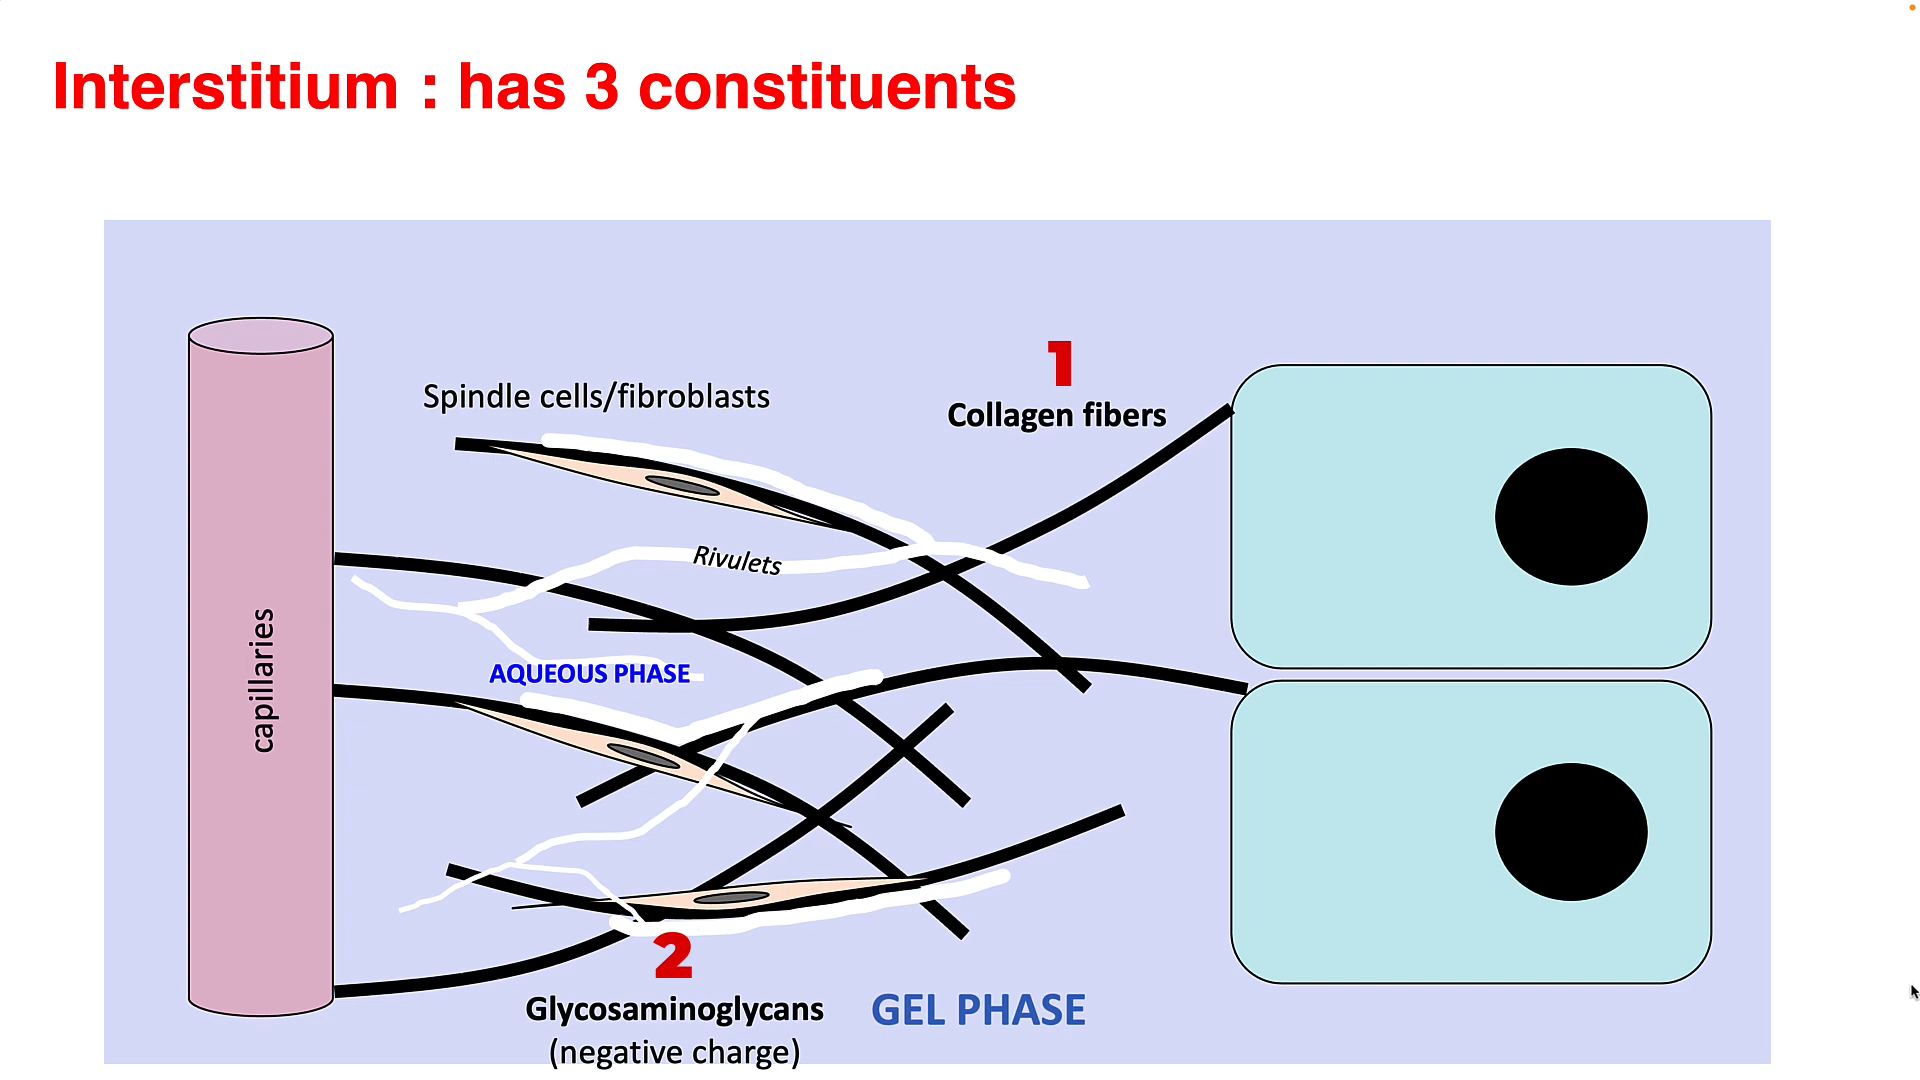 Interstitium : has 3 constituents
1
Spindle cells/fibroblasts
Collagen fibers
Rivulets
capillaries
AQUEOUS PHASE
2
Glycosaminoglycans
GEL PHASE
(negative charge)